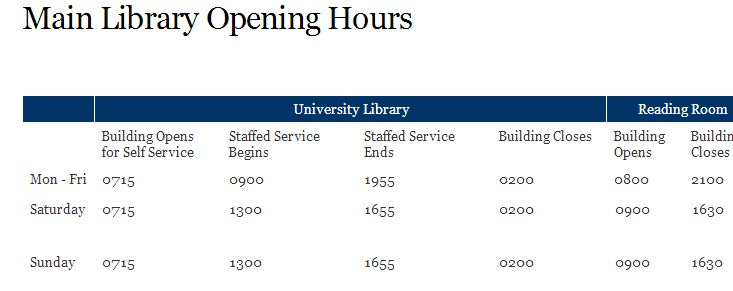 Main Library Opening Hours
University Library Reading Room
Building Opens for Self Service Staffed Service Begins Staffed Service Ends Building Closes Building Opens Closes
Mon - Fri 0715 0900 1955 0200 0800 2100
Saturday 0715 1300 1655 0200 0900 1630
Sunday 0715 1300 1655 0200 0900 1630